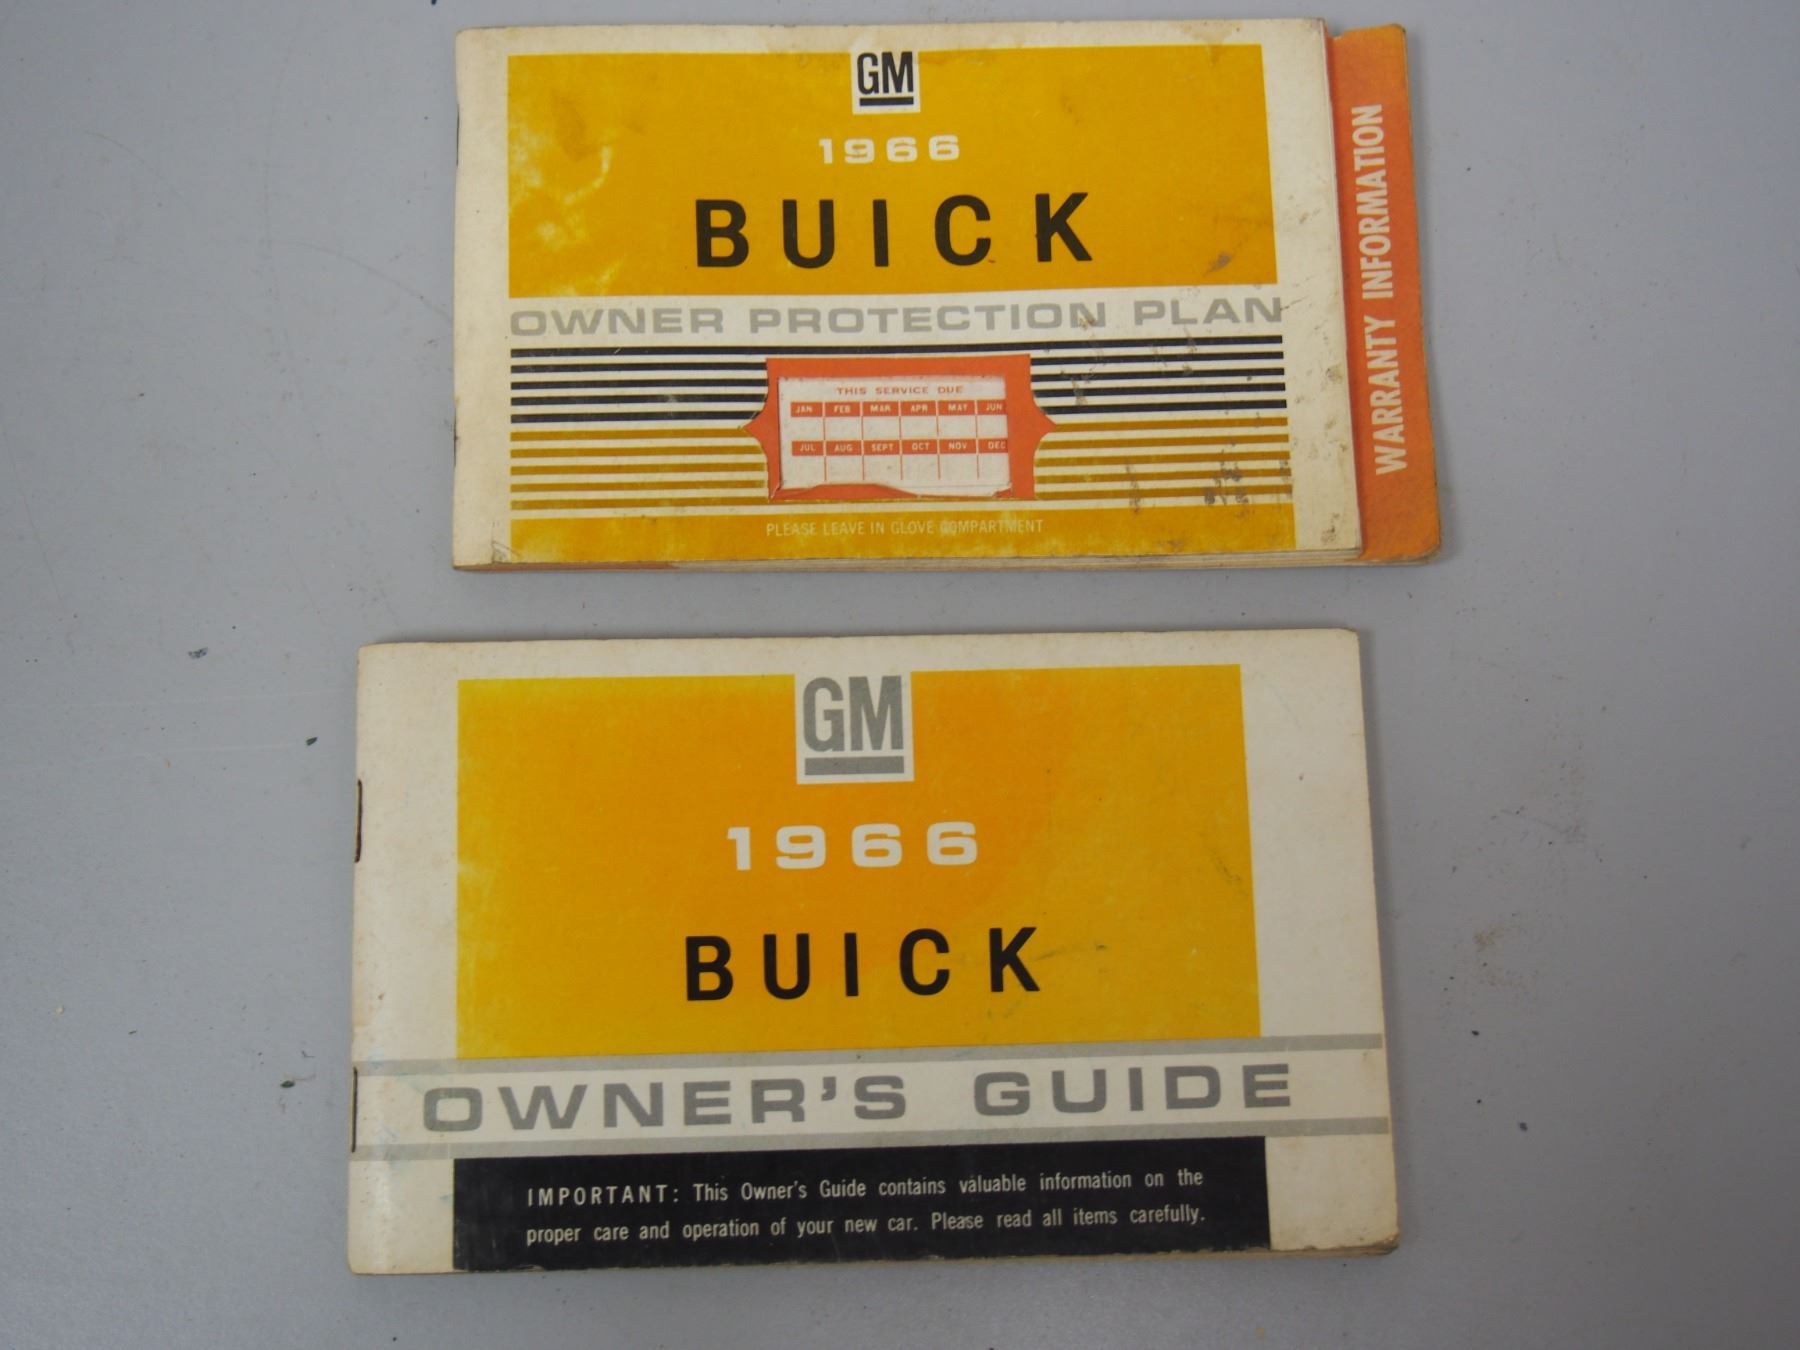 GM
1966
BUICK
OWNER PROTECTION PLAN
THIS SERVICE DUE
JAN FEB MAR APR MAY JUN
JUL AUG SEPT OCT NOV DEC
PLEASE LEAVE IN GLOVE COMPARTMENT
WARRANTY INFORMATION
GM
1966
BUICK
OWNER'S GUIDE
IMPORTANT: This Owner's Guide contains valuable information on the
proper care and operation of your new car. Please read all items carefully.